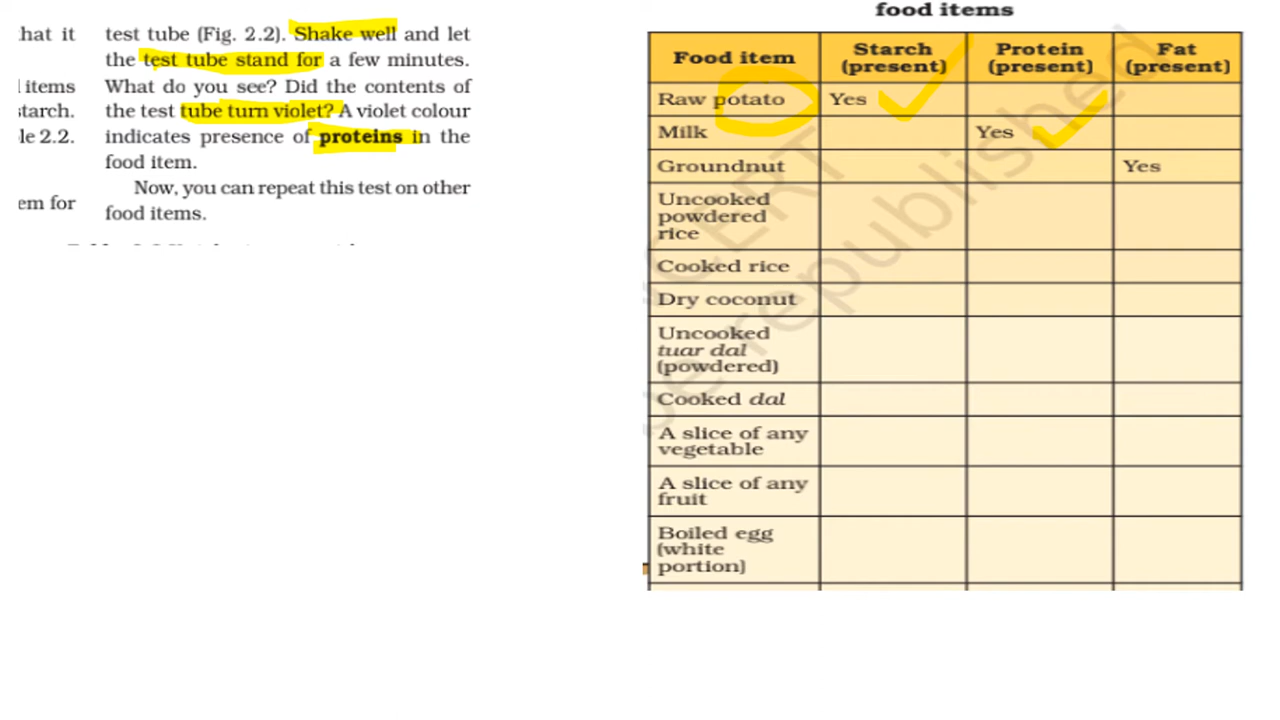 hat it
l items
starch.
le 2.2.
em for
test tube (Fig. 2.2). Shake well and let
the test tube stand for a few minutes.
What do you see? Did the contents of
the test tube turn violet? A violet colour
indicates presence of proteins in the
food item.
Now, you can repeat this test on other
food items.
food items
Food item Starch (present) Protein (present) Fat (present)
Raw potato Yes
Milk Yes
Groundnut Yes
Uncooked
powdered
rice
Cooked rice
Dry coconut
Uncooked
tuar dal
(powdered)
Cooked dal
A slice of any
vegetable
A slice of any
fruit
Boiled egg
(white
portion)
be republished